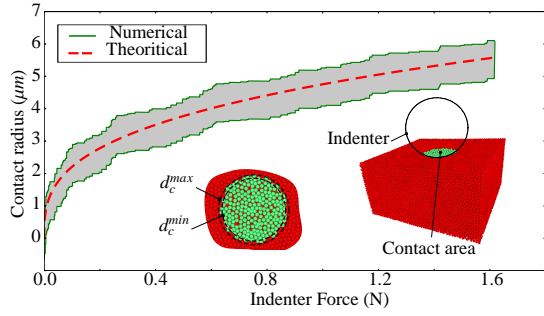 7
6
5
4
3
2
1
0
Contact radius (μm)
Numerical
Theoritical
Indenter
d_c^max
d_c^min
Contact area
0.0 0.4 0.8 1.2 1.6
Indenter Force (N)